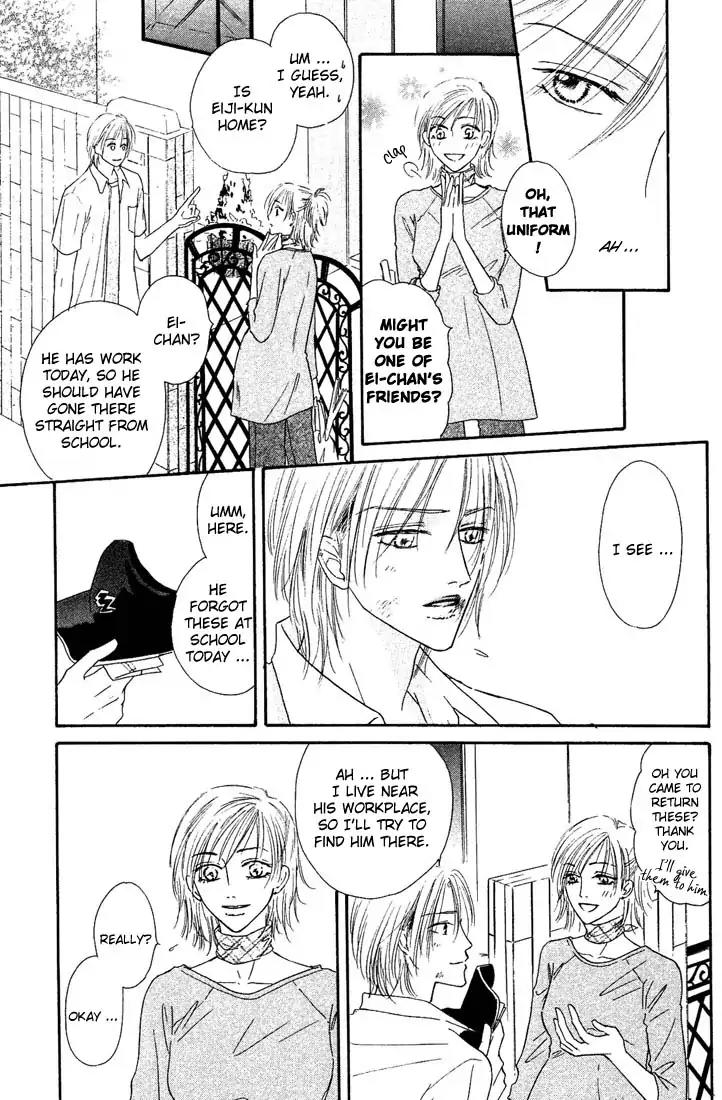 AH ...
OH,
THAT
UNIFORM
!
CLAP
MIGHT
YOU BE
ONE OF
EI-CHAN'S
FRIENDS?
UM ...
I GUESS,
YEAH.
IS
EIJI-KUN
HOME?
EI-
CHAN?
HE HAS WORK
TODAY, SO HE
SHOULD HAVE
GONE THERE
STRAIGHT FROM
SCHOOL.
I SEE ...
UMM,
HERE.
HE
FORGOT
THESE AT
SCHOOL
TODAY ...
OH YOU
CAME TO
RETURN
THESE?
THANK
YOU.
I'll give
them to him
AH ... BUT
I LIVE NEAR
HIS WORKPLACE,
SO I'LL TRY TO
FIND HIM THERE.
REALLY?
OKAY ...